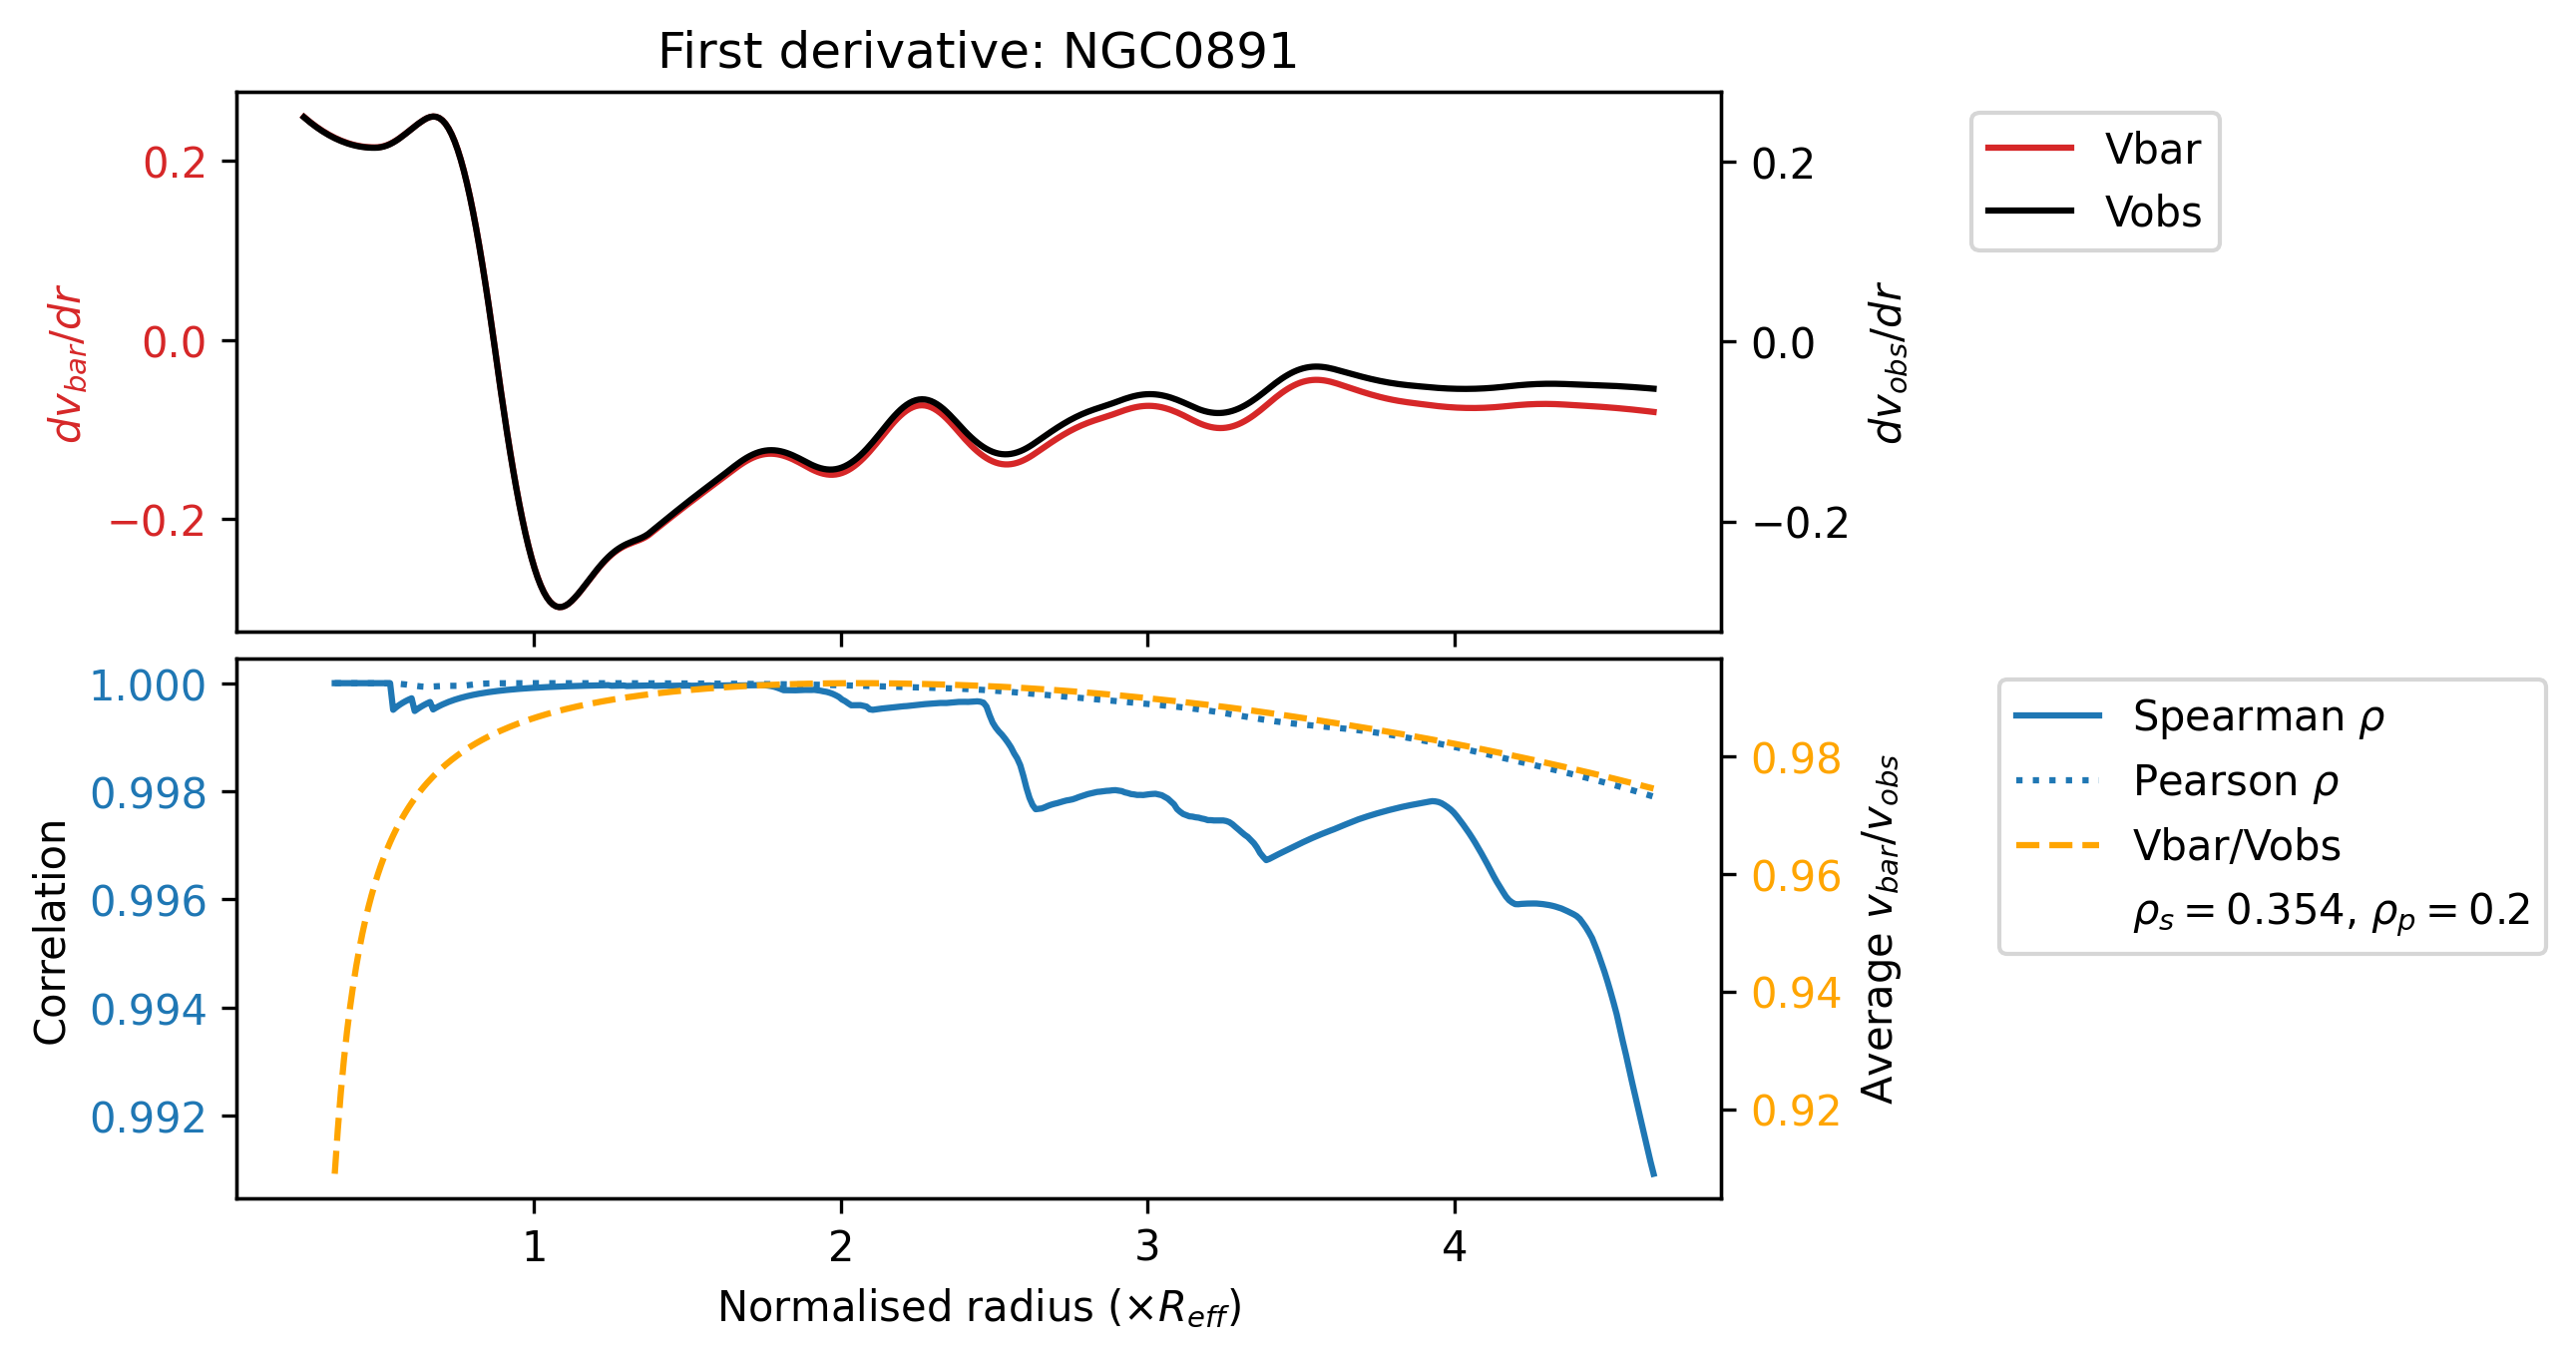 First derivative: NGC0891
0.2
0.0
−0.2
dv_bar/dr
0.2
0.0
−0.2
dv_obs/dr
Vbar
Vobs
1.000
0.998
0.996
0.994
0.992
Correlation
0.98
0.96
0.94
0.92
Average v_bar/v_obs
Spearman ρ
Pearson ρ
Vbar/Vobs
ρ_s = 0.354, ρ_p = 0.2
1 2 3 4
Normalised radius (×R_eff)